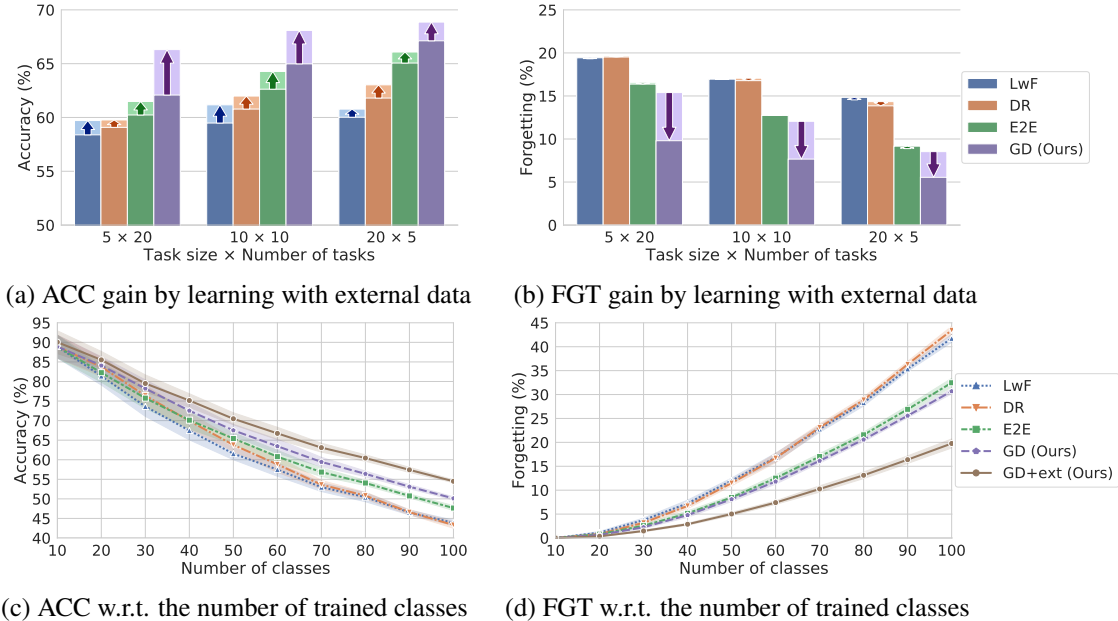 70
65
60
55
50
Accuracy (%)
5 × 20
10 × 10
20 × 5
Task size × Number of tasks
(a) ACC gain by learning with external data
25
20
15
10
5
0
Forgetting (%)
5 × 20
10 × 10
20 × 5
Task size × Number of tasks
LwF
DR
E2E
GD (Ours)
(b) FGT gain by learning with external data
95
90
85
80
75
70
65
60
55
50
45
40
Accuracy (%)
10 20 30 40 50 60 70 80 90 100
Number of classes
(c) ACC w.r.t. the number of trained classes
45
40
35
30
25
20
15
10
5
0
Forgetting (%)
10 20 30 40 50 60 70 80 90 100
Number of classes
LwF
DR
E2E
GD (Ours)
GD+ext (Ours)
(d) FGT w.r.t. the number of trained classes